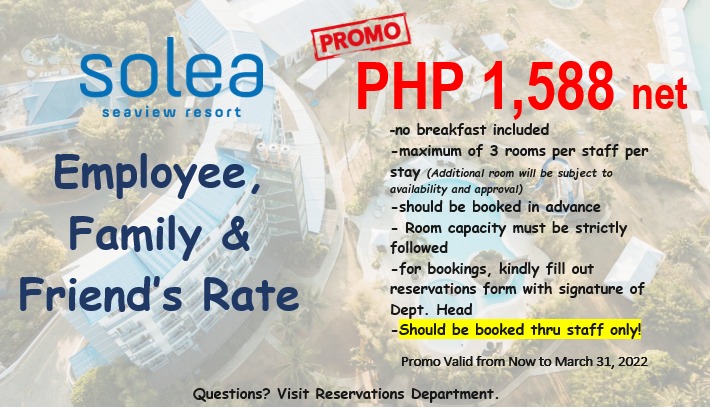 solea
seaview resort
Employee,
Family &
Friend's Rate
PROMO
PHP 1,588 net
-no breakfast included
-maximum of 3 rooms per staff per
stay (Additional room will be subject to
availability and approval)
-should be booked in advance
- Room capacity must be strictly
followed
-for bookings, kindly fill out
reservations form with signature of
Dept. Head
-Should be booked thru staff only!
Promo Valid from Now to March 31, 2022
Questions? Visit Reservations Department.